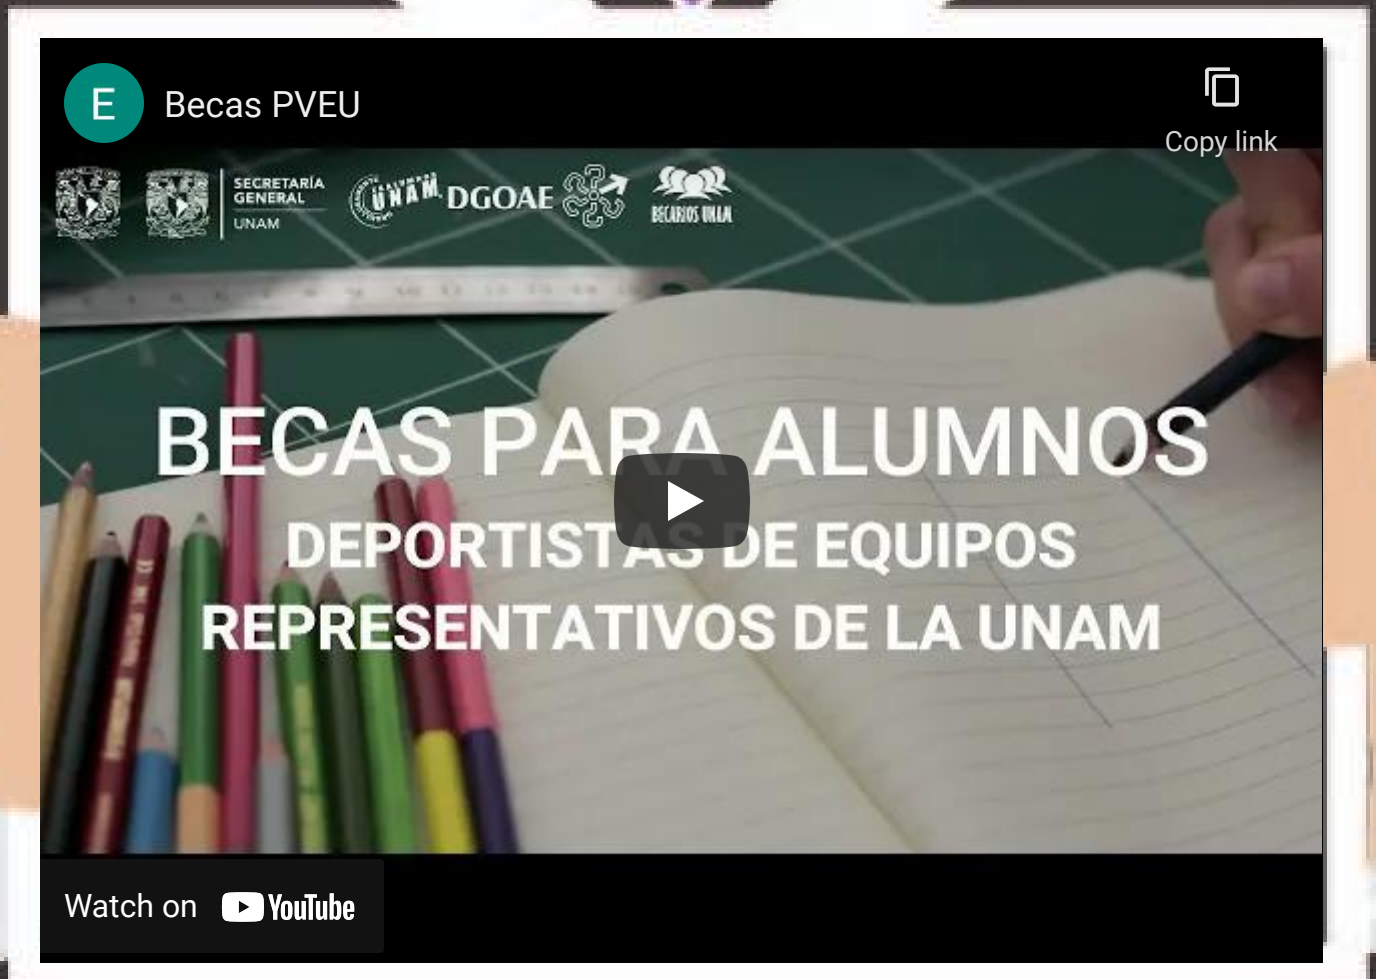 E Becas PVEU
Copy link
SECRETARÍA
GENERAL
UNAM
UNAM
DGOAE
BECARIOS UNAM
BECAS PARA ALUMNOS
DEPORTISTAS DE EQUIPOS
REPRESENTATIVOS DE LA UNAM
Watch on YouTube